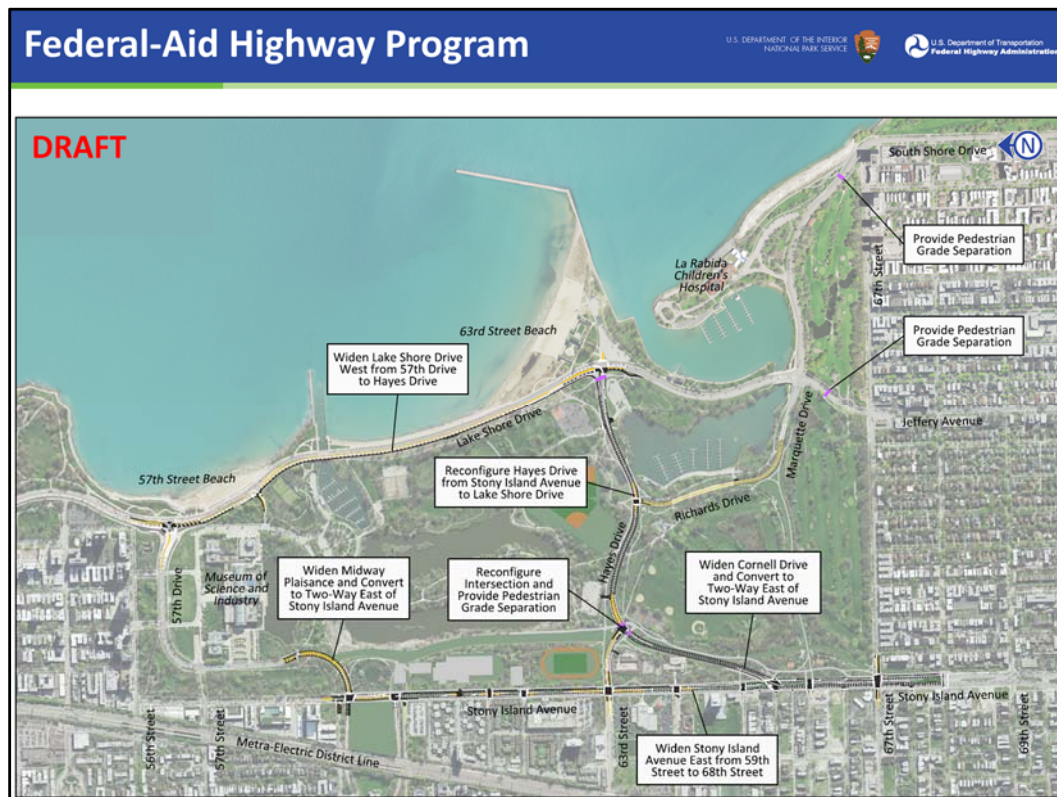 Federal-Aid Highway Program
U.S. DEPARTMENT OF THE INTERIOR
NATIONAL PARK SERVICE
U.S. Department of Transportation
Federal Highway Administration
DRAFT
South Shore Drive
N
Provide Pedestrian
Grade Separation
67th Street
La Rabida
Children's
Hospital
63rd Street Beach
Provide Pedestrian
Grade Separation
Widen Lake Shore Drive
West from 57th Drive
to Hayes Drive
Lake Shore Drive
Marquette Drive
Jeffery Avenue
57th Street Beach
Reconfigure Hayes Drive
from Stony Island Avenue
to Lake Shore Drive
Richards Drive
Hayes Drive
57th Drive
Museum of
Science and
Industry
Widen Midway
Plaisance and Convert
to Two-Way East of
Stony Island Avenue
Reconfigure
Intersection and
Provide Pedestrian
Grade Separation
Widen Cornell Drive
and Convert to
Two-Way East of
Stony Island Avenue
Stony Island Avenue
Stony Island Avenue
56th Street
57th Street
Metra-Electric District Line
63rd Street
Widen Stony Island
Avenue East from 59th
Street to 68th Street
67th Street
69th Street